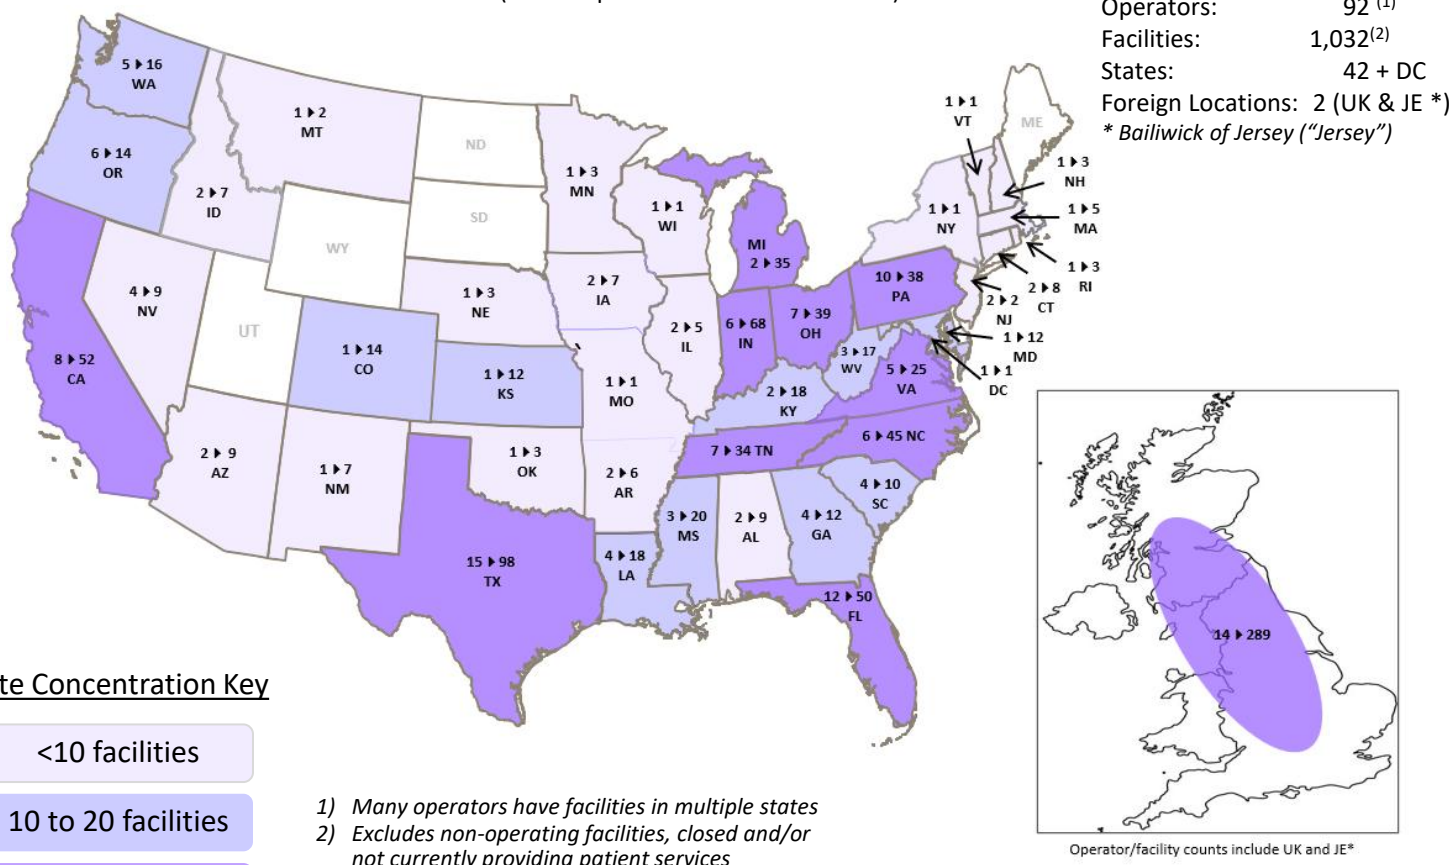 Operators: 92 (1)
Facilities: 1,032(2)
States: 42 + DC
Foreign Locations: 2 (UK & JE *)
* Bailiwick of Jersey ("Jersey")
5 ▶ 16
WA
6 ▶ 14
OR
2 ▶ 7
ID
1 ▶ 2
MT
ND
SD
WY
UT
1 ▶ 3
MN
1 ▶ 1
WI
MI
2 ▶ 35
1 ▶ 1
NY
1 ▶ 1
VT
ME
1 ▶ 3
NH
1 ▶ 5
MA
1 ▶ 3
RI
2 ▶ 8
CT
2 ▶ 2
NJ
1 ▶ 12
MD
1 ▶ 1
DC
10 ▶ 38
PA
7 ▶ 39
OH
6 ▶ 68
IN
2 ▶ 5
IL
2 ▶ 7
IA
1 ▶ 3
NE
4 ▶ 9
NV
8 ▶ 52
CA
1 ▶ 14
CO
1 ▶ 12
KS
1 ▶ 1
MO
2 ▶ 18
KY
3 ▶ 17
WV
5 ▶ 25
VA
6 ▶ 45 NC
7 ▶ 34 TN
4 ▶ 10
SC
4 ▶ 12
GA
2 ▶ 9
AL
3 ▶ 20
MS
4 ▶ 18
LA
2 ▶ 6
AR
1 ▶ 3
OK
1 ▶ 7
NM
2 ▶ 9
AZ
15 ▶ 98
TX
12 ▶ 50
FL
14 ▶ 289
Operator/facility counts include UK and JE*
Concentration Key
<10 facilities
10 to 20 facilities
1) Many operators have facilities in multiple states
2) Excludes non-operating facilities, closed and/or
not currently providing patient services